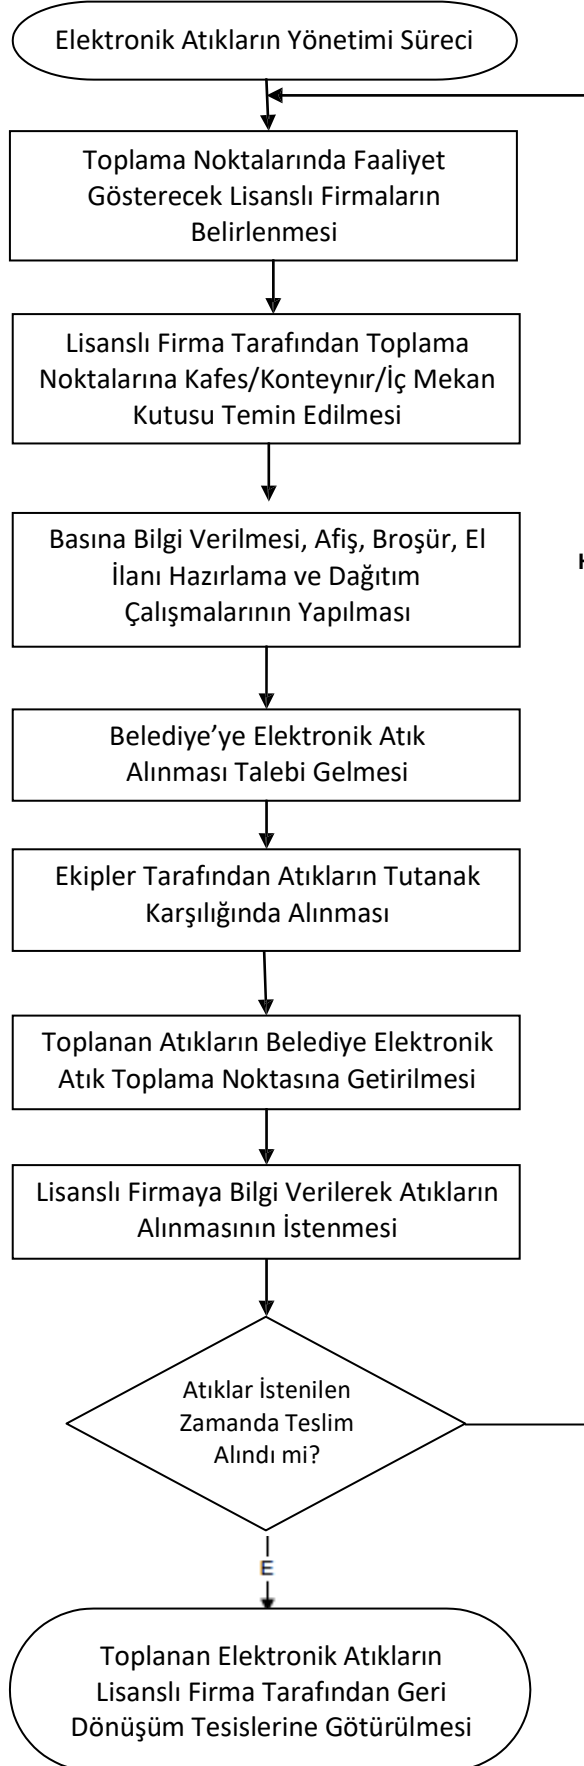 Elektronik Atıkların Yönetimi Süreci
Toplama Noktalarında Faaliyet
Gösterecek Lisanslı Firmaların
Belirlenmesi
Lisanslı Firma Tarafından Toplama
Noktalarına Kafes/Konteynır/İç Mekan
Kutusu Temin Edilmesi
Basına Bilgi Verilmesi, Afiş, Broşür, El
İlanı Hazırlama ve Dağıtım
Çalışmalarının Yapılması
H
Belediye’ye Elektronik Atık
Alınması Talebi Gelmesi
Ekipler Tarafından Atıkların Tutanak
Karşılığında Alınması
Toplanan Atıkların Belediye Elektronik
Atık Toplama Noktasına Getirilmesi
Lisanslı Firmaya Bilgi Verilerek Atıkların
Alınmasının İstenmesi
Atıklar İstenilen
Zamanda Teslim
Alındı mi?
E
Toplanan Elektronik Atıkların
Lisanslı Firma Tarafından Geri
Dönüşüm Tesislerine Götürülmesi